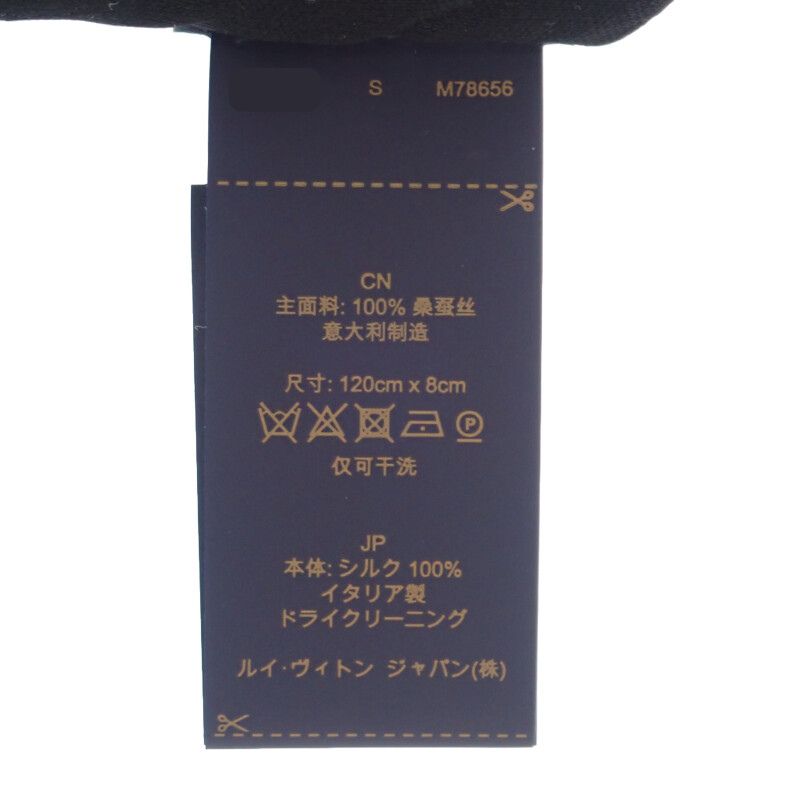 S M78656
CN
主面料: 100% 桑蚕丝
意大利制造
尺寸: 120cm x 8cm
P
仅可干洗
JP
本体: シルク 100%
イタリア製
ドライクリーニング
ルイ・ヴィトン ジャパン(株)